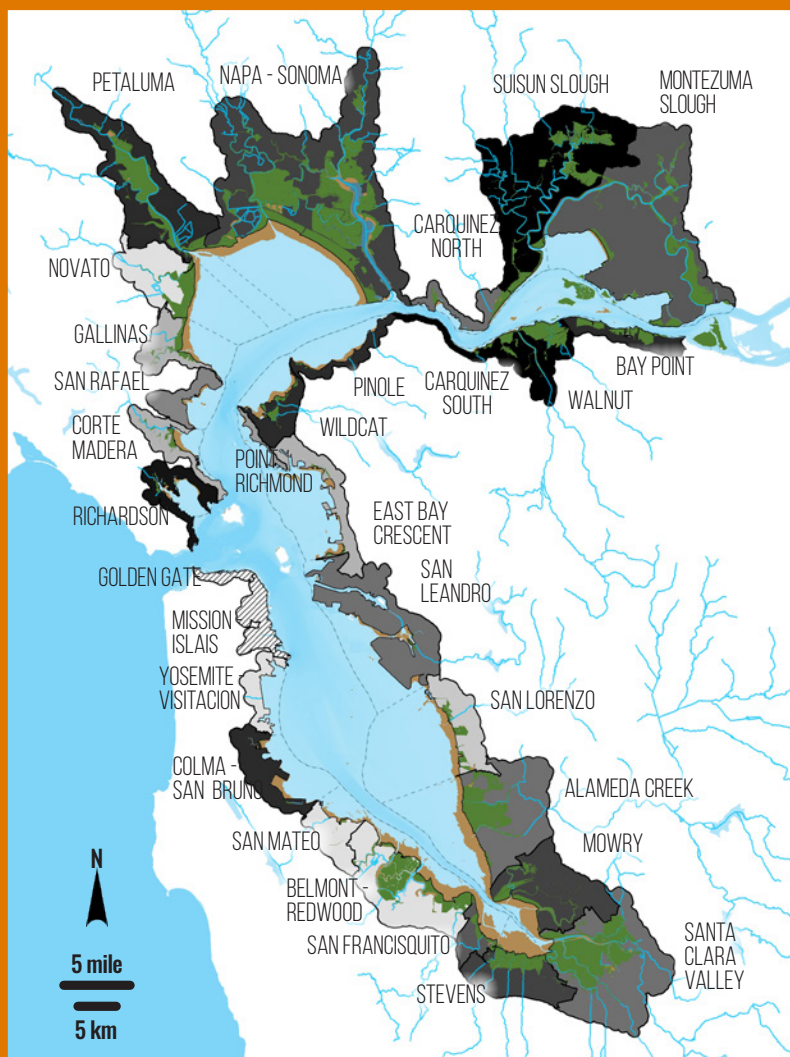 PETALUMA
NAPA - SONOMA
SUISUN SLOUGH
MONTEZUMA
SLOUGH
CARQUINEZ
NORTH
NOVATO
GALLINAS
SAN RAFAEL
CORTE
MADERA
RICHARDSON
PINOLE
CARQUINEZ
SOUTH
BAY POINT
WALNUT
WILDCAT
POINT
RICHMOND
EAST BAY
CRESCENT
GOLDEN GATE
SAN
LEANDRO
MISSION
ISLAIS
YOSEMITE
VISITACION
SAN LORENZO
COLMA -
SAN BRUNO
ALAMEDA CREEK
SAN MATEO
MOWRY
BELMONT -
REDWOOD
SAN FRANCISQUITO
SANTA
CLARA
VALLEY
STEVENS
N
5 mile
5 km